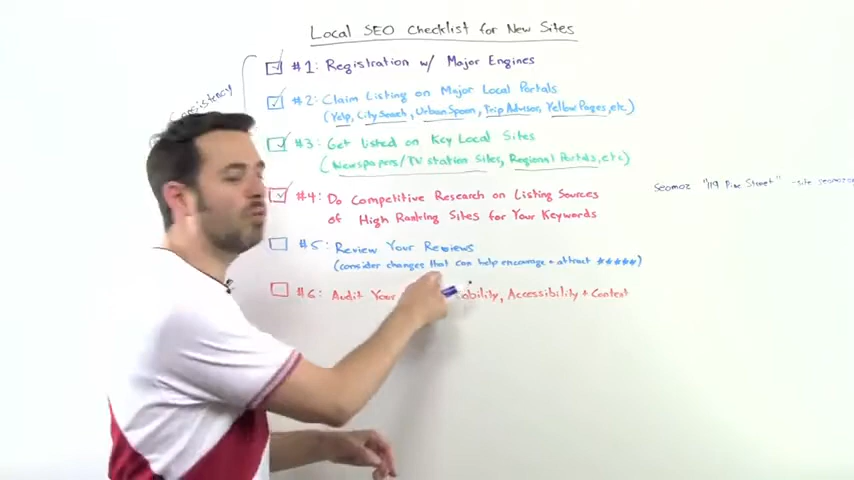 Local SEO Checklist for New Sites
#1: Registration w/ Major Engines
Consistency
#2: Claim Listing on Major Local Portals
(Yelp, CitySearch, UrbanSpoon, Trip Advisor, Yellow Pages, etc)
#3: Get listed on Key Local Sites
(Newspapers/TV station Sites, Regional Portals, etc)
#4: Do Competitive Research on Listing Sources
of High Ranking Sites for Your Keywords
Seomoz "119 Pine Street" -site:seomoz
#5: Review Your Reviews
(consider changes that can help encourage + attract *****)
#6: Audit Your ability, Accessibility + Content